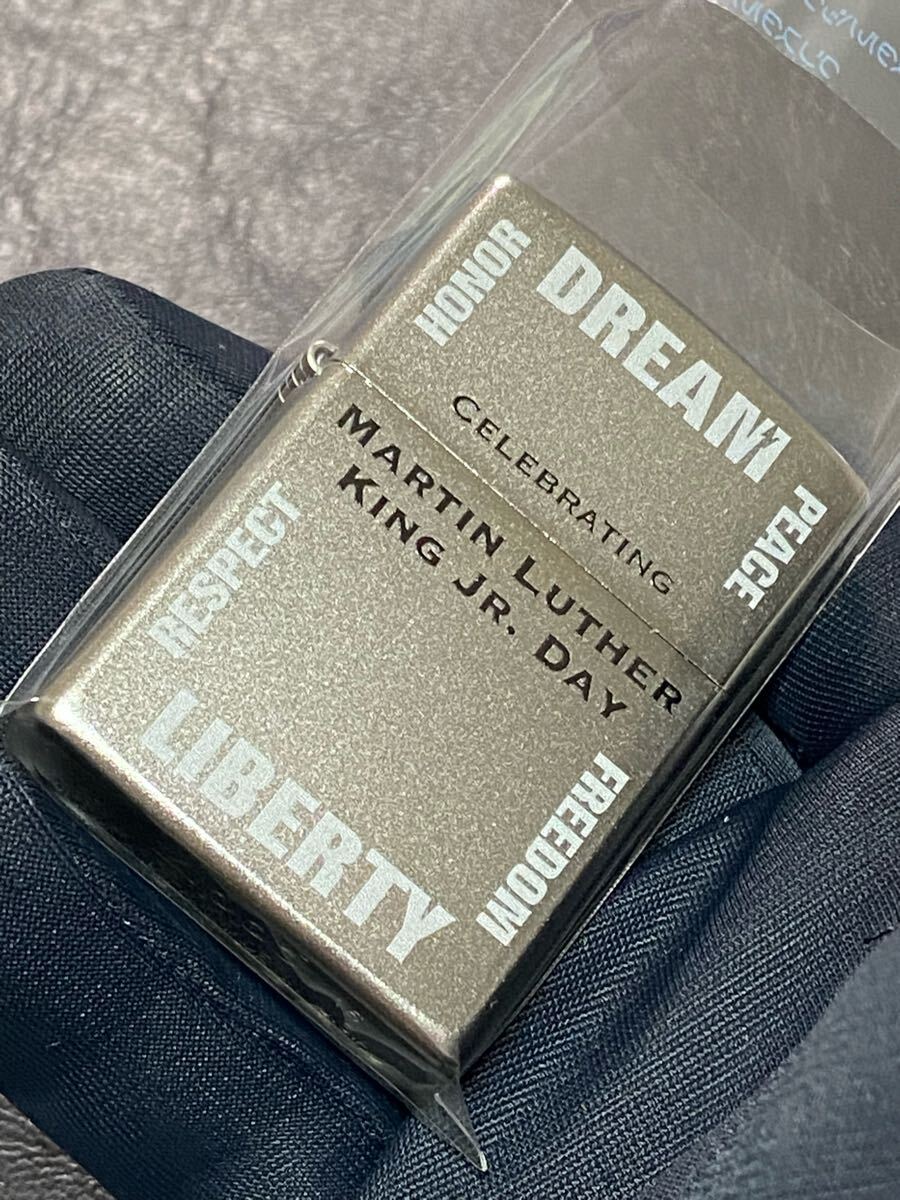 HONOR
DREAM
PEACE
CELEBRATING
MARTIN LUTHER
KING JR. DAY
RESPECT
LIBERTY
FREEDOM